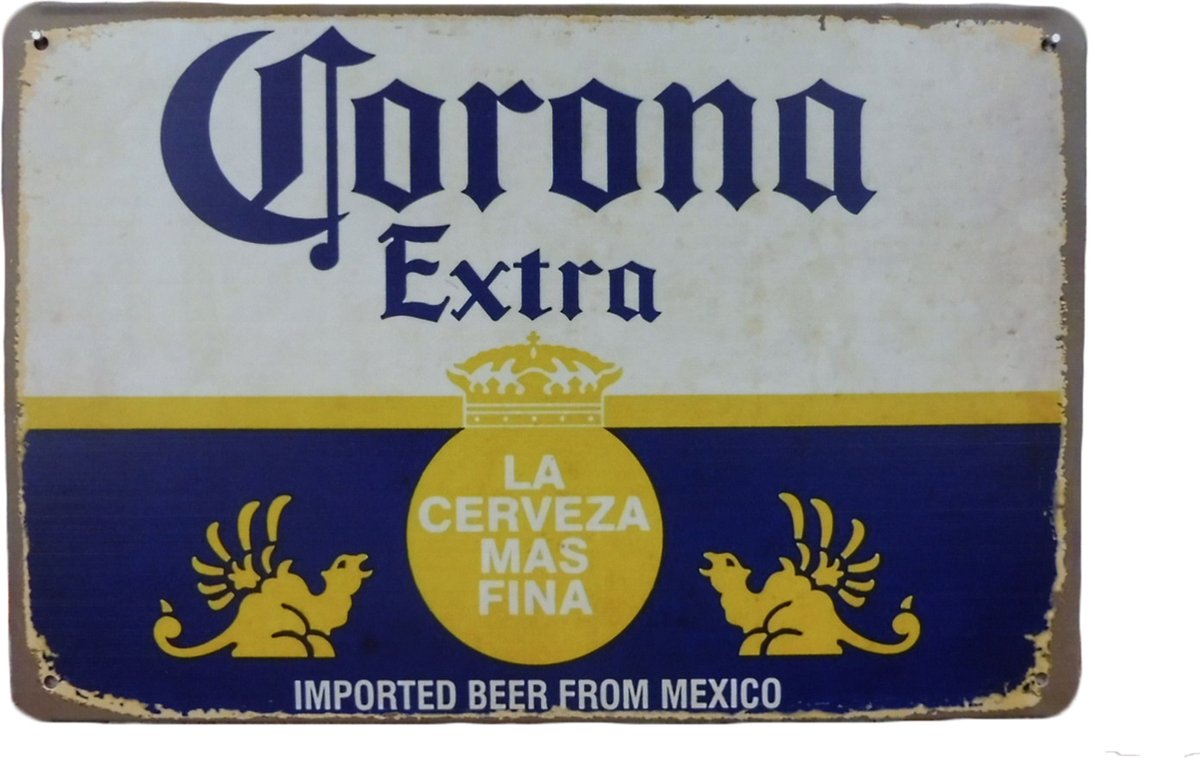 Corona
Extra
LA
CERVEZA
MAS
FINA
IMPORTED BEER FROM MEXICO